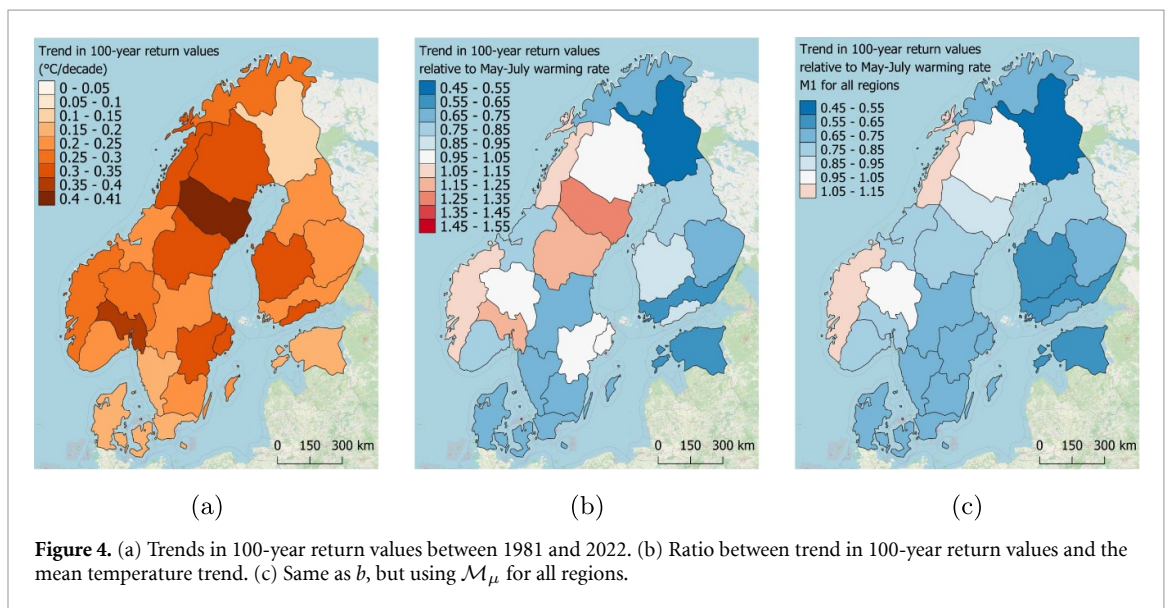 Trend in 100-year return values
(°C/decade)
0 - 0.05
0.05 - 0.1
0.1 - 0.15
0.15 - 0.2
0.2 - 0.25
0.25 - 0.3
0.3 - 0.35
0.35 - 0.4
0.4 - 0.41
0 150 300 km
(a)
Trend in 100-year return values
relative to May-July warming rate
0.45 - 0.55
0.55 - 0.65
0.65 - 0.75
0.75 - 0.85
0.85 - 0.95
0.95 - 1.05
1.05 - 1.15
1.15 - 1.25
1.25 - 1.35
1.35 - 1.45
1.45 - 1.55
0 150 300 km
(b)
Trend in 100-year return values
relative to May-July warming rate
M1 for all regions
0.45 - 0.55
0.55 - 0.65
0.65 - 0.75
0.75 - 0.85
0.85 - 0.95
0.95 - 1.05
1.05 - 1.15
0 150 300 km
(c)
Figure 4. (a) Trends in 100-year return values between 1981 and 2022. (b) Ratio between trend in 100-year return values and the
mean temperature trend. (c) Same as b, but using ℳμ for all regions.